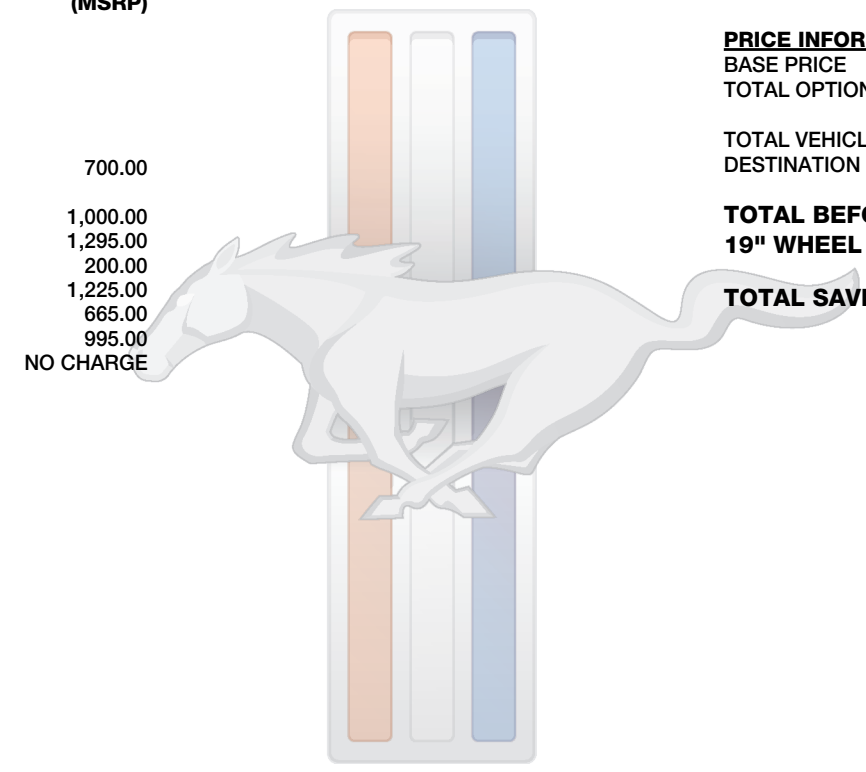 (MSRP)
700.00
1,000.00
1,295.00
200.00
1,225.00
665.00
995.00
NO CHARGE
PRICE INFOR
BASE PRICE
TOTAL OPTION
TOTAL VEHICL
DESTINATION
TOTAL BEFO
19" WHEEL
TOTAL SAVI